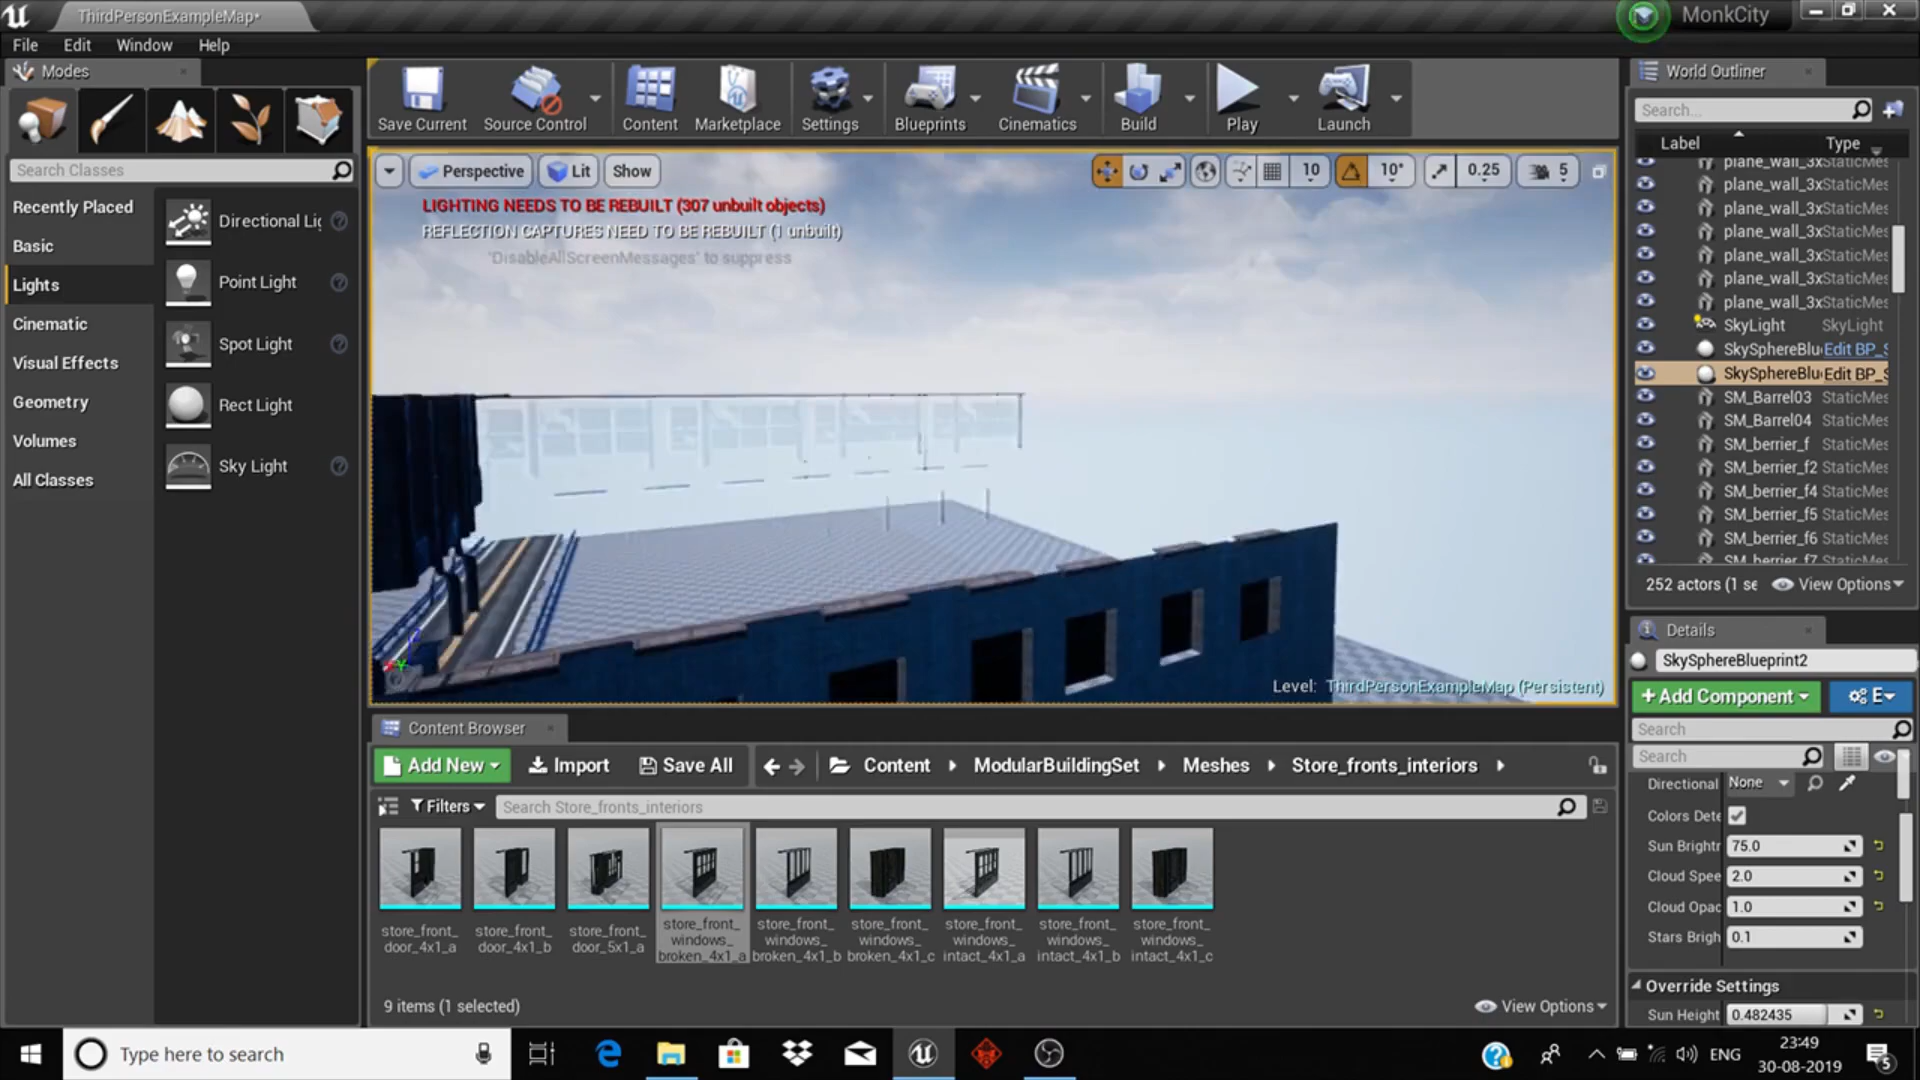 ThirdPersonExampleMap*
MonkCity
File Edit Window Help
Modes
Search Classes
Recently Placed
Basic
Lights
Cinematic
Visual Effects
Geometry
Volumes
All Classes
Directional Lig
Point Light
Spot Light
Rect Light
Sky Light
Save Current Source Control Content Marketplace Settings Blueprints Cinematics Build Play Launch
Perspective Lit Show
10 10° 0.25 5
LIGHTING NEEDS TO BE REBUILT (307 unbuilt objects)
REFLECTION CAPTURES NEED TO BE REBUILT (1 unbuilt)
'DisableAllScreenMessages' to suppress
Level: ThirdPersonExampleMap (Persistent)
Content Browser
Add New Import Save All Content ModularBuildingSet Meshes Store_fronts_interiors
Filters Search Store_fronts_interiors
store_front_
door_4x1_a
store_front_
door_4x1_b
store_front_
door_5x1_a
store_front_
windows_
broken_4x1_a
store_front_
windows_
broken_4x1_b
store_front_
windows_
broken_4x1_c
store_front_
windows_
intact_4x1_a
store_front_
windows_
intact_4x1_b
store_front_
windows_
intact_4x1_c
9 items (1 selected)
View Options
World Outliner
Search...
Label Type
plane_wall_3x StaticMes
plane_wall_3x StaticMes
plane_wall_3x StaticMes
plane_wall_3x StaticMes
plane_wall_3x StaticMes
plane_wall_3x StaticMes
plane_wall_3x StaticMes
SkyLight SkyLight
SkySphereBlu Edit BP_S
SkySphereBlu Edit BP_S
SM_Barrel03 StaticMes
SM_Barrel04 StaticMes
SM_berrier_f StaticMes
SM_berrier_f2 StaticMes
SM_berrier_f4 StaticMes
SM_berrier_f5 StaticMes
SM_berrier_f6 StaticMes
SM_berrier_f7 StaticMes
252 actors (1 se View Options
Details
SkySphereBlueprint2
+ Add Component E
Search
Search
Directional None
Colors Dete
Sun Brightn 75.0
Cloud Spee 2.0
Cloud Opac 1.0
Stars Brigh 0.1
Override Settings
Sun Height 0.482435
Type here to search
ENG
23:49
30-08-2019
5